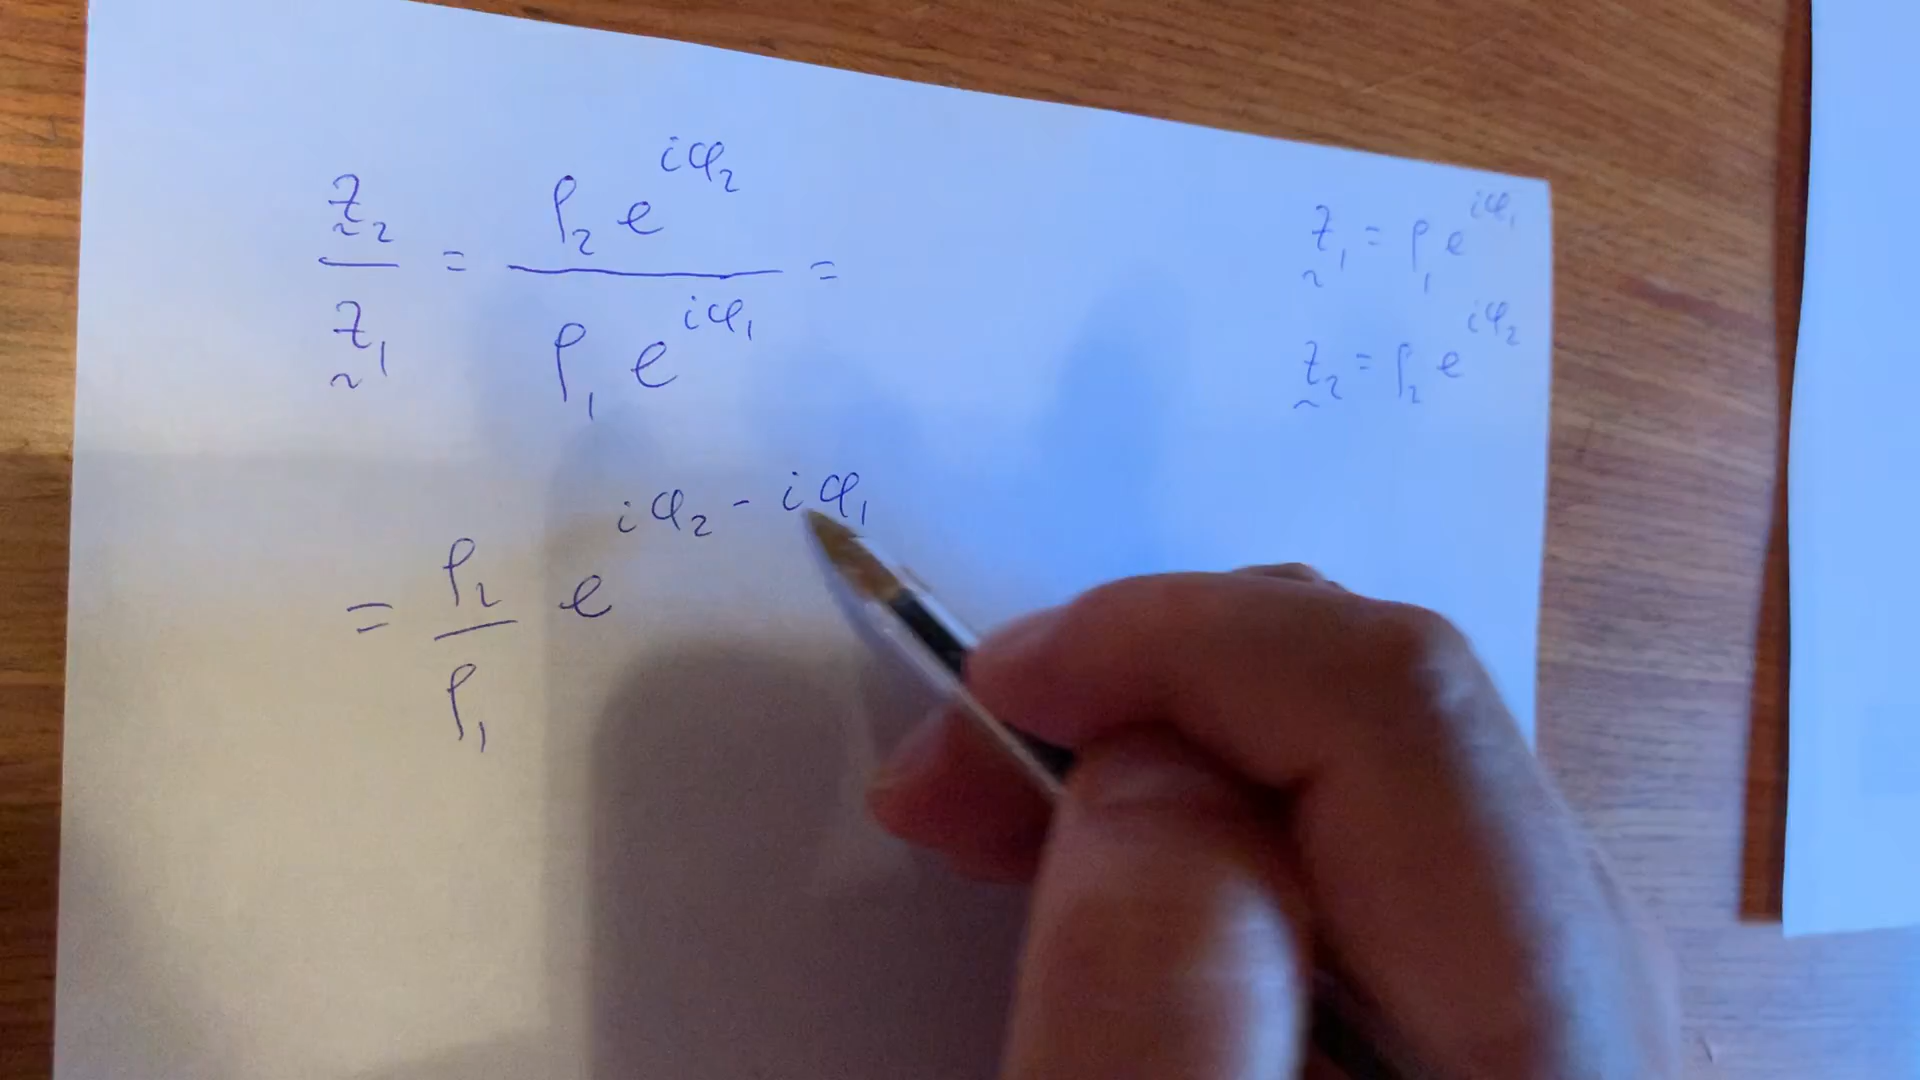 z₂/z₁ = ρ₂ e^{iφ₂} / ρ₁ e^{iφ₁} =
= ρ₂/ρ₁ e^{iφ₂ - iφ₁}
z₁ = ρ₁ e^{iφ₁}
z₂ = ρ₂ e^{iφ₂}